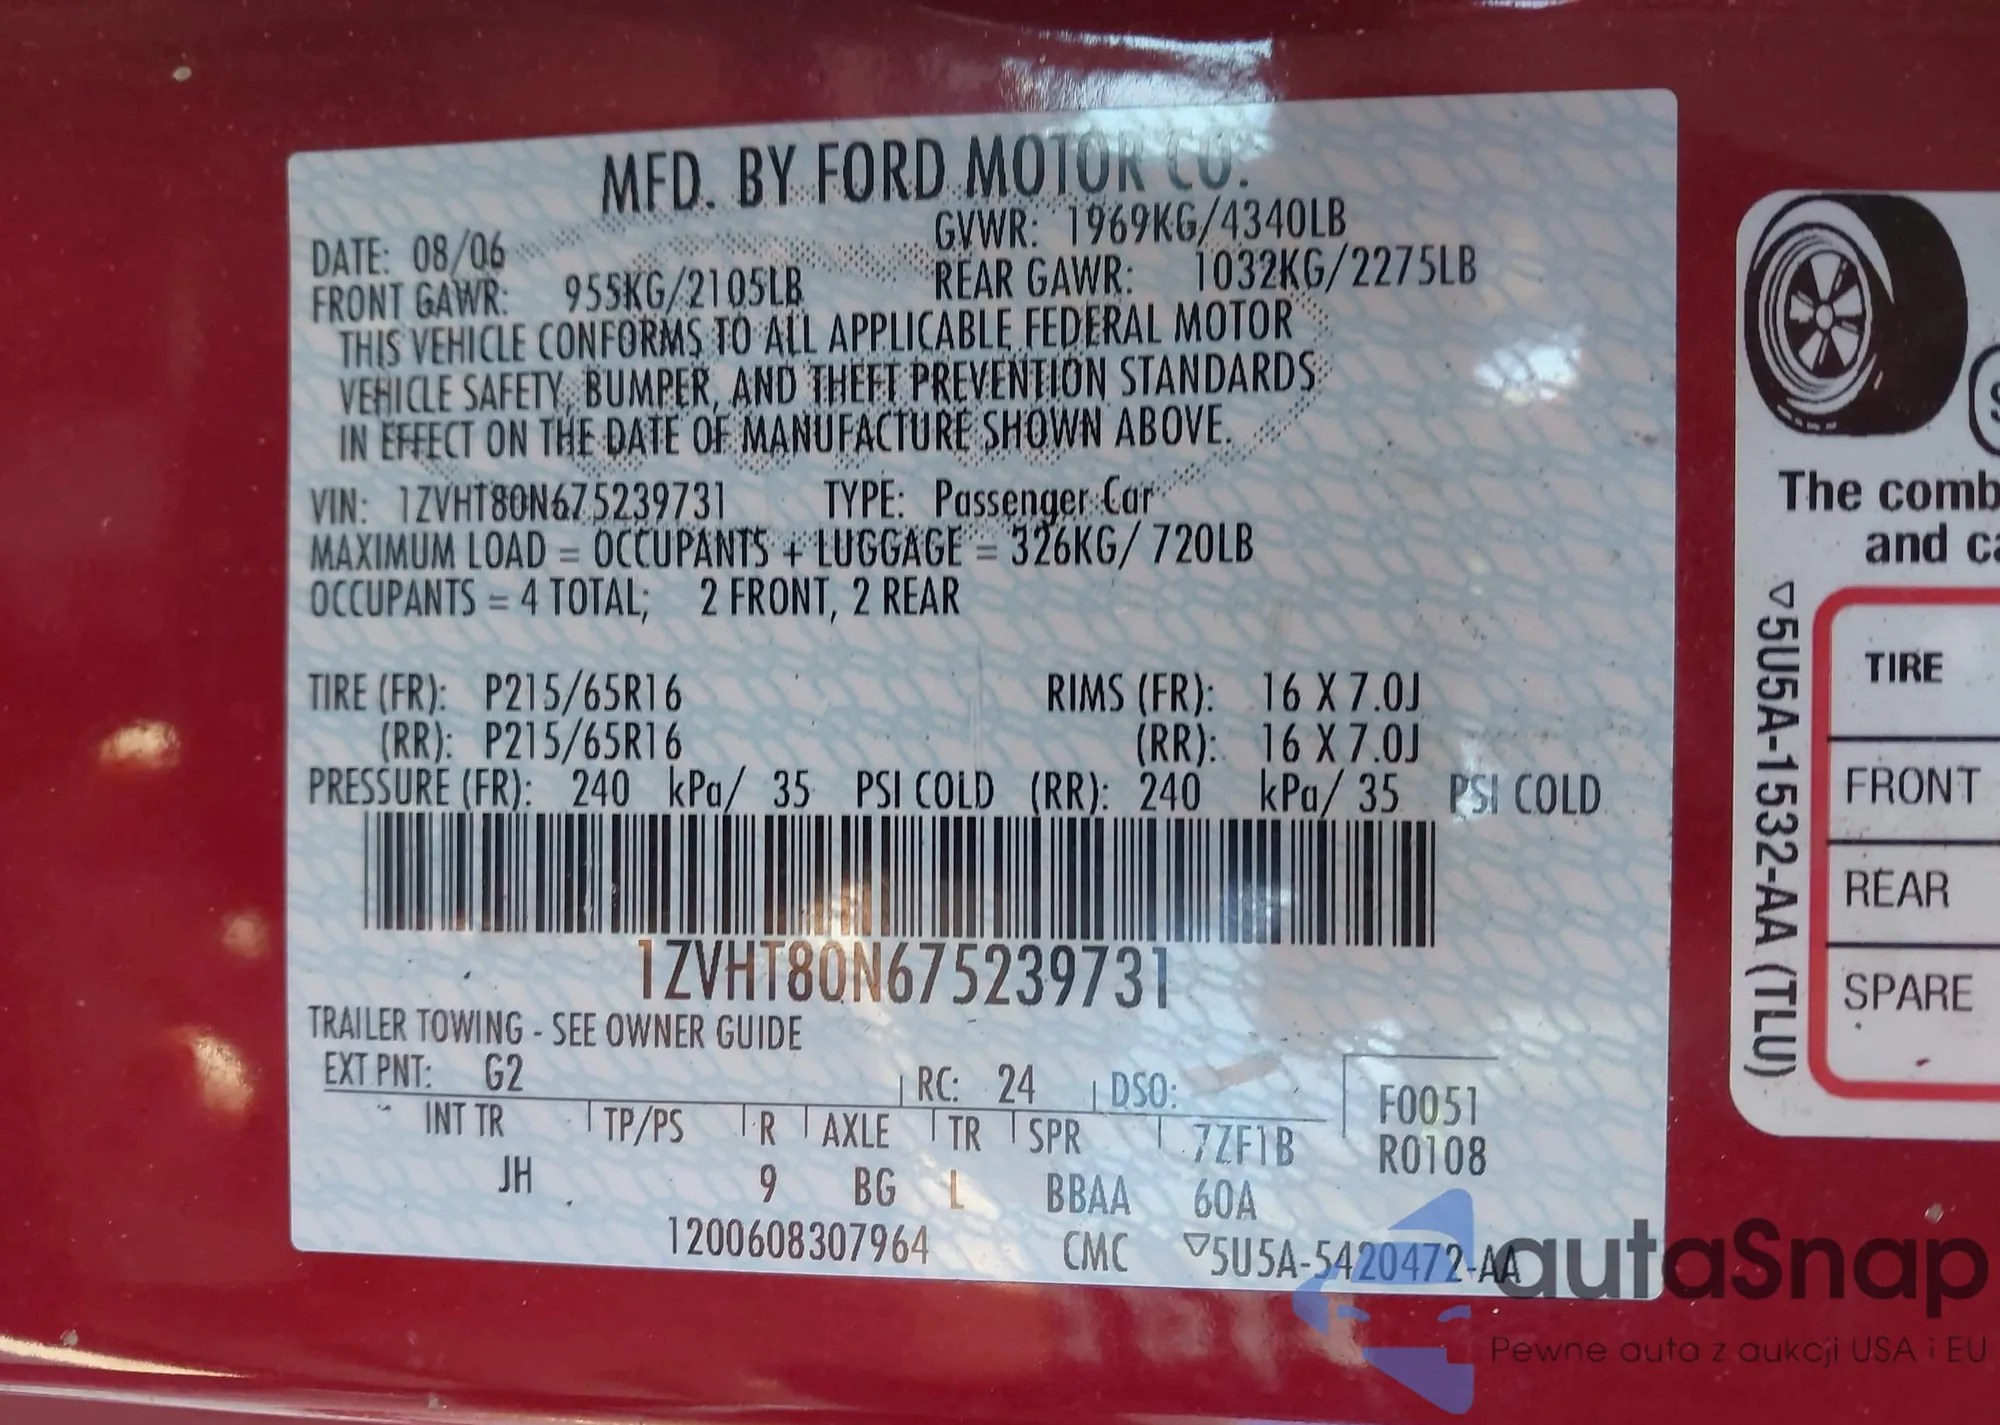 MFD. BY FORD MOTOR CO.
DATE: 08/06 GVWR: 1969KG/4340LB
FRONT GAWR: 955KG/2105LB REAR GAWR: 1032KG/2275LB
THIS VEHICLE CONFORMS TO ALL APPLICABLE FEDERAL MOTOR
VEHICLE SAFETY, BUMPER, AND THEFT PREVENTION STANDARDS
IN EFFECT ON THE DATE OF MANUFACTURE SHOWN ABOVE.
VIN: 1ZVHT80N675239731 TYPE: Passenger Car
MAXIMUM LOAD = OCCUPANTS + LUGGAGE = 326KG/ 720LB
OCCUPANTS = 4 TOTAL; 2 FRONT, 2 REAR
TIRE (FR): P215/65R16 RIMS (FR): 16 X 7.0J
(RR): P215/65R16 (RR): 16 X 7.0J
PRESSURE (FR): 240 kPa/ 35 PSI COLD (RR): 240 kPa/ 35 PSI COLD
1ZVHT80N675239731
TRAILER TOWING - SEE OWNER GUIDE
EXT PNT: G2 RC: 24 DSO: F0051
INT TR TP/PS R AXLE TR SPR 7ZF1B R0108
JH 9 BG L BBAA 60A
1200608307964 CMC ▽5U5A-5420472-AA
The comb
and ca
▽5U5A-1532-AA (TLU)
TIRE
FRONT
REAR
SPARE
autaSnap
Pewne auta z aukcji USA i EU